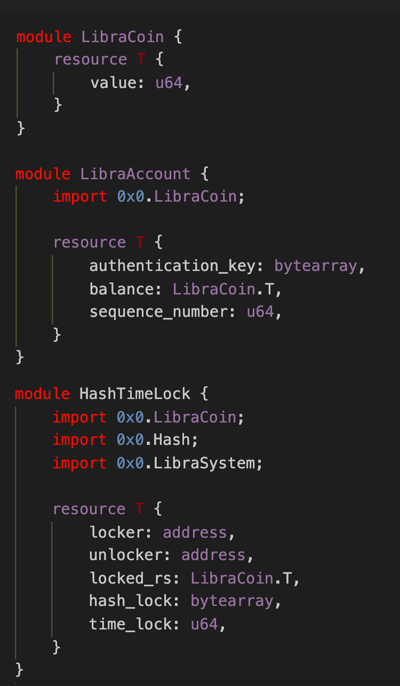 module LibraCoin {
    resource T {
        value: u64,
    }
}
module LibraAccount {
    import 0x0.LibraCoin;
    resource T {
        authentication_key: bytearray,
        balance: LibraCoin.T,
        sequence_number: u64,
    }
}
module HashTimeLock {
    import 0x0.LibraCoin;
    import 0x0.Hash;
    import 0x0.LibraSystem;
    resource T {
        locker: address,
        unlocker: address,
        locked_rs: LibraCoin.T,
        hash_lock: bytearray,
        time_lock: u64,
    }
}